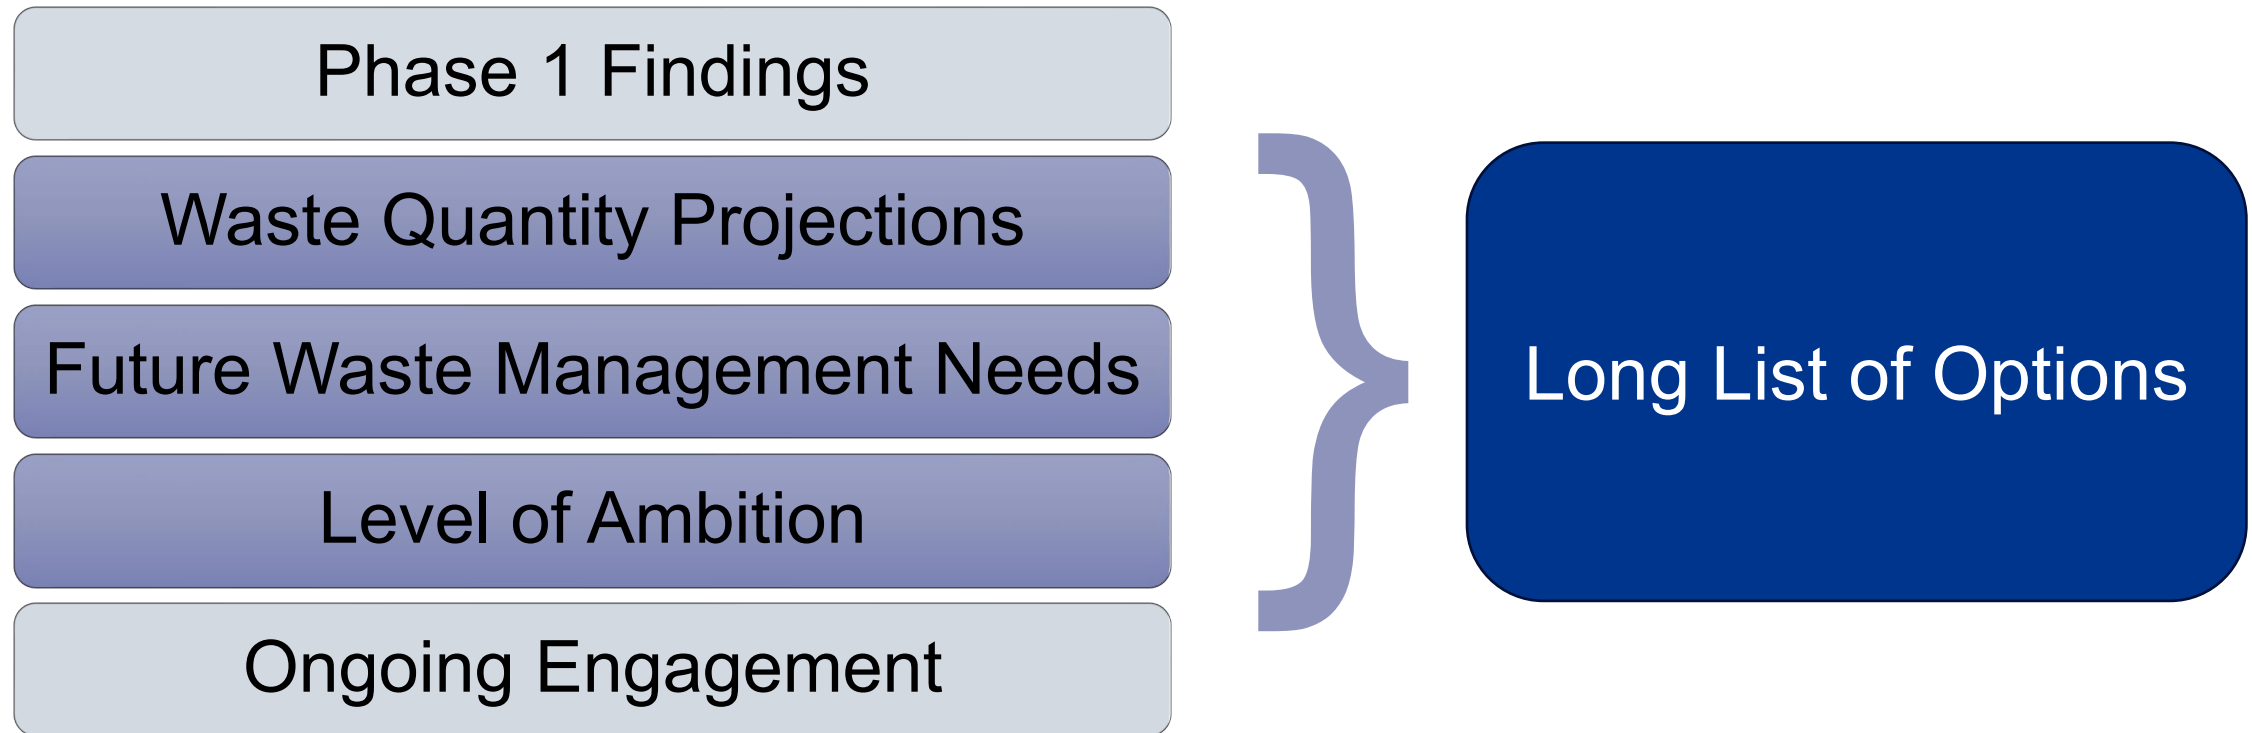 Phase 1 Findings
Waste Quantity Projections
Future Waste Management Needs
Level of Ambition
Ongoing Engagement
Long List of Options